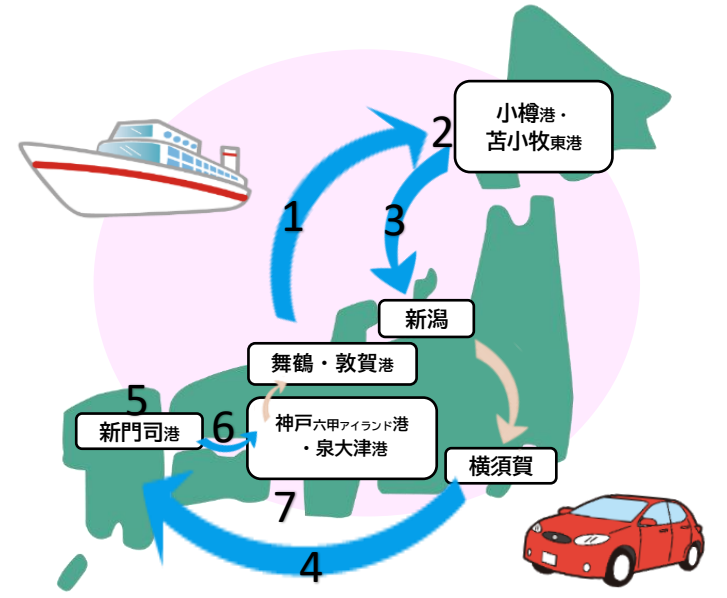 小樽港・
苫小牧東港
2
1
3
新潟
舞鶴・敦賀港
5
新門司港
6
神戸六甲アイランド港
・泉大津港
横須賀
7
4